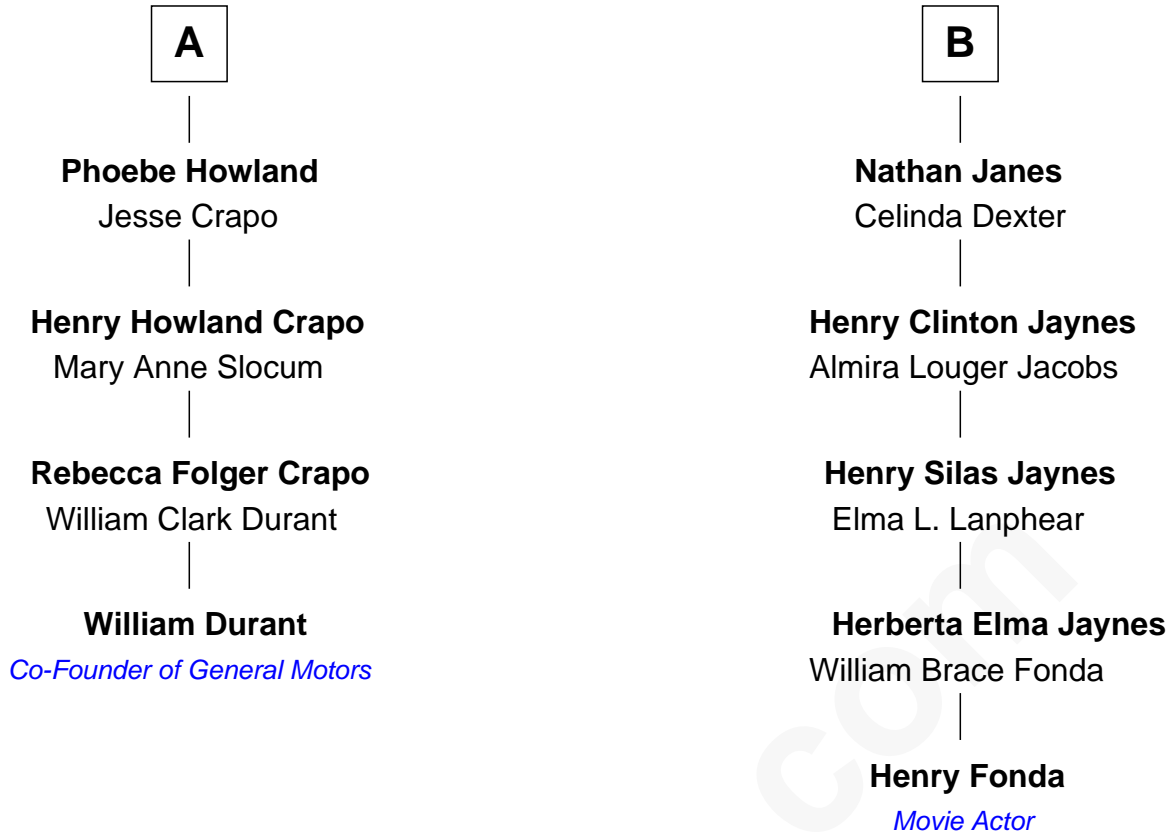 A
Phoebe Howland
Jesse Crapo
Henry Howland Crapo
Mary Anne Slocum
Rebecca Folger Crapo
William Clark Durant
William Durant
Co-Founder of General Motors
B
Nathan Janes
Celinda Dexter
Henry Clinton Jaynes
Almira Louger Jacobs
Henry Silas Jaynes
Elma L. Lanphear
Herberta Elma Jaynes
William Brace Fonda
Henry Fonda
Movie Actor
com